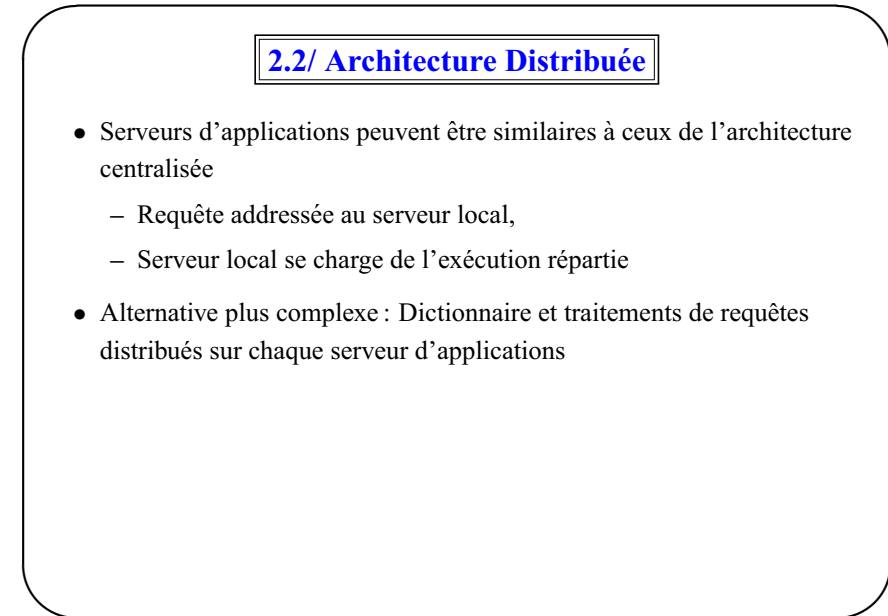 2.2/ Architecture Distribuée
• Serveurs d'applications peuvent être similaires à ceux de l'architecture
centralisée
– Requête addressée au serveur local,
– Serveur local se charge de l'exécution répartie
• Alternative plus complexe : Dictionnaire et traitements de requêtes
distribués sur chaque serveur d'applications